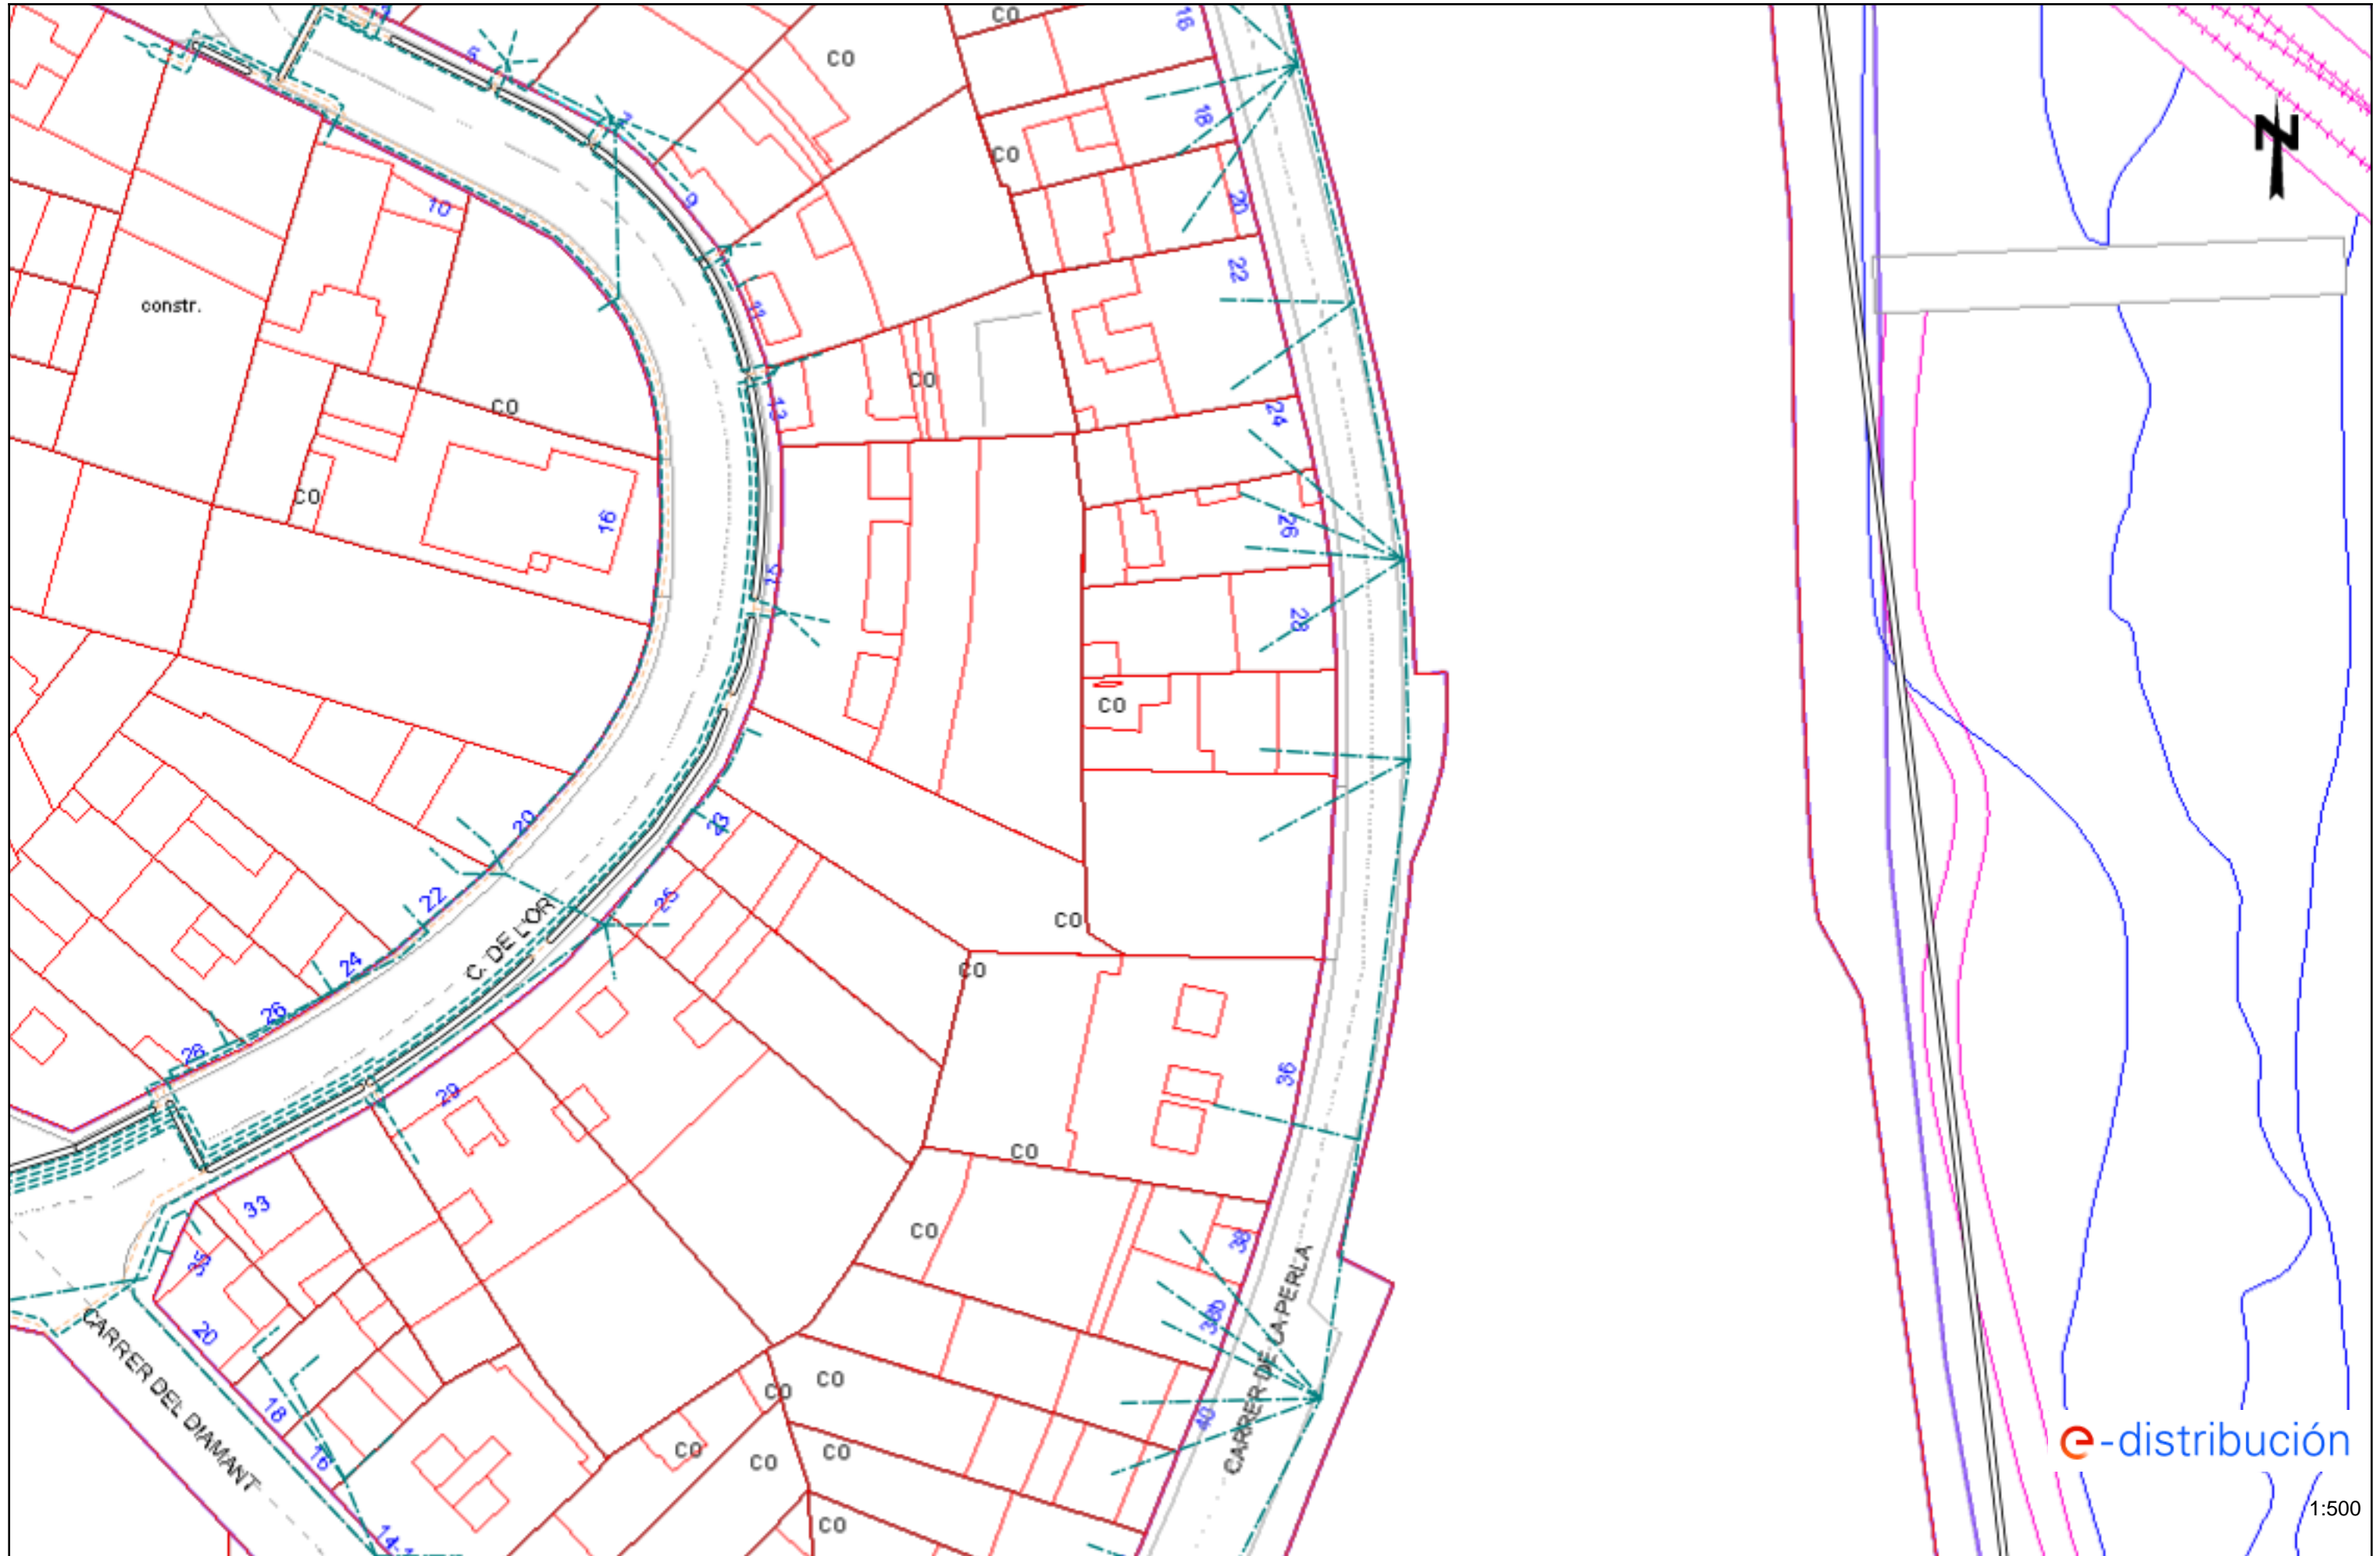 CO
16
CO
5
7
18
CO
9
20
10
22
constr.
11
CO
13
24
CO
CO
16
26
15
28
CO
20
23
22
25
C. DE L'OR
CO
24
CO
26
28
36
29
CO
33
CO
38
35
CARRER DE LA PERLA
20
CARRER DEL DIAMANT
CO
CO
18
40
CO
CO
CO
16
e-distribución
1:500
CO